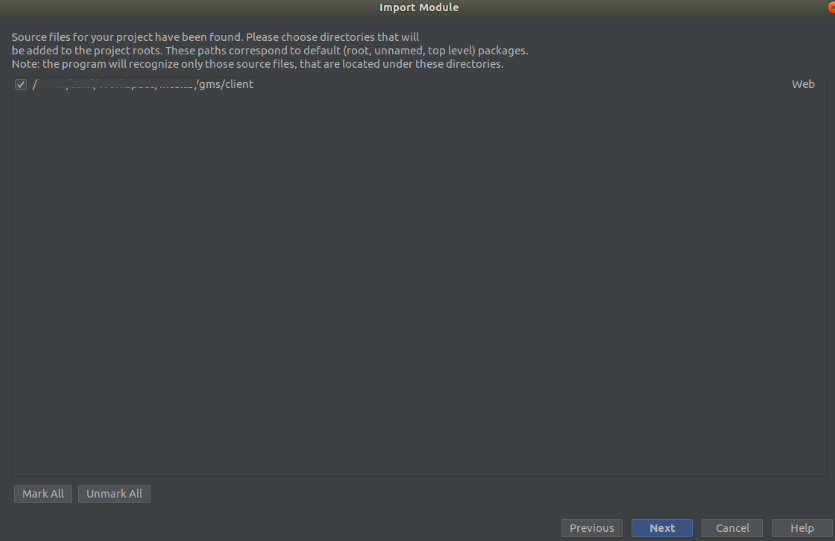 Import Module
Source files for your project have been found. Please choose directories that will
be added to the project roots. These paths correspond to default (root, unnamed, top level) packages.
Note: the program will recognize only those source files, that are located under these directories.
/gms/client Web
Mark All Unmark All
Previous Next Cancel Help